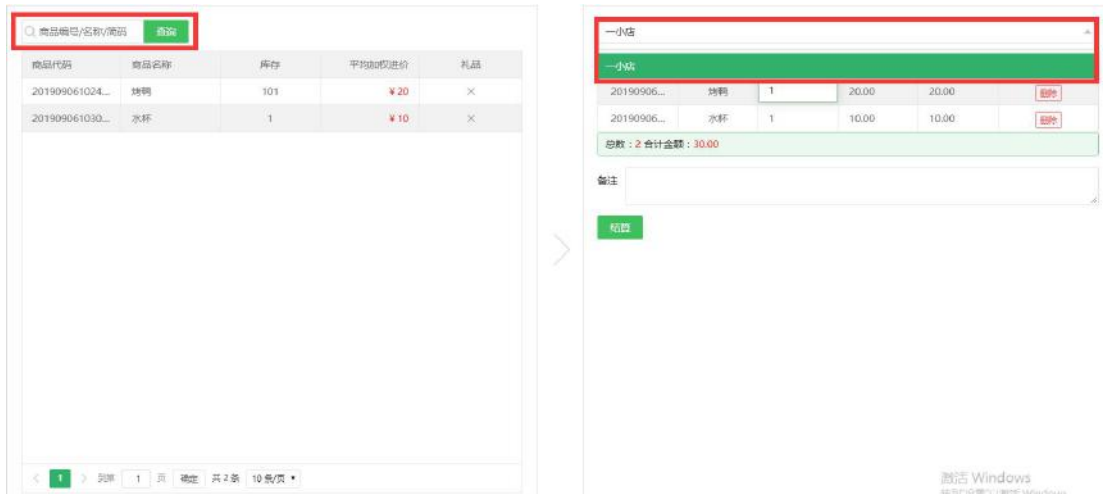 商品编号/名称/简码 查询
商品代码 商品名称 库存 平均加权进价 礼品
201909061024... 烤鸭 101 ¥ 20 ×
201909061030... 水杯 1 ¥ 10 ×
< 1 > 到第 1 页 确定 共 2 条 10 条/页
一小店
一小店
20190906... 烤鸭 1 20.00 20.00 删除
20190906... 水杯 1 10.00 10.00 删除
总数：2 合计金额：30.00
备注
结算
激活 Windows